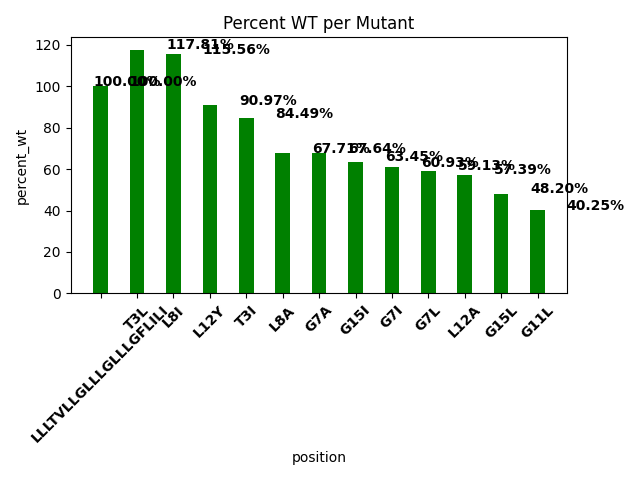 Percent WT per Mutant
percent_wt
120
100
80
60
40
20
0
100.00%
100.00%
117.81%
115.56%
90.97%
84.49%
67.71%
67.64%
63.45%
60.93%
59.13%
57.39%
48.20%
40.25%
LLLTVLLGLLLGLLLGFLILI
T3L
L8I
L12Y
T3I
L8A
G7A
G15I
G7I
G7L
L12A
G15L
G11L
position